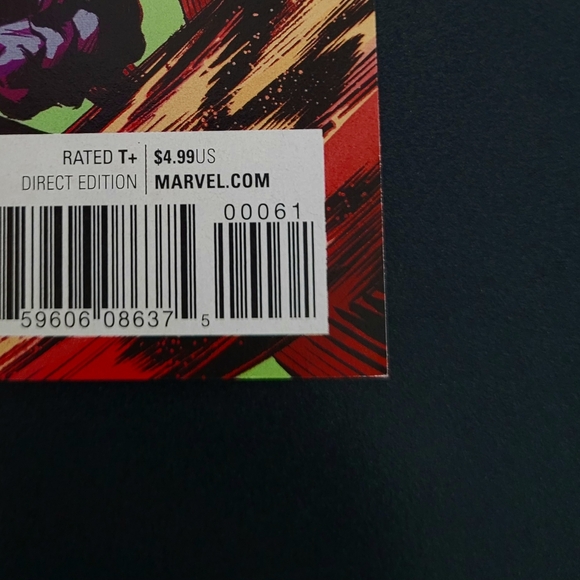 RATED T+ $4.99US
DIRECT EDITION MARVEL.COM
00061
59606 08637 5